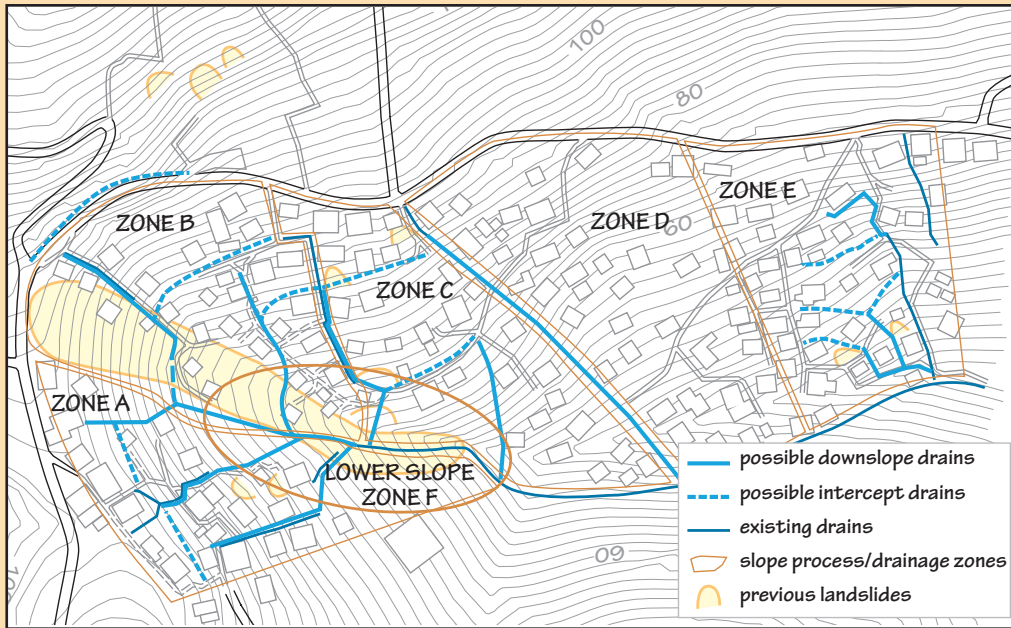 100
80
ZONE E
ZONE B
ZONE D
60
ZONE C
ZONE A
LOWER SLOPE
ZONE F
60
possible downslope drains
possible intercept drains
existing drains
slope process/drainage zones
previous landslides